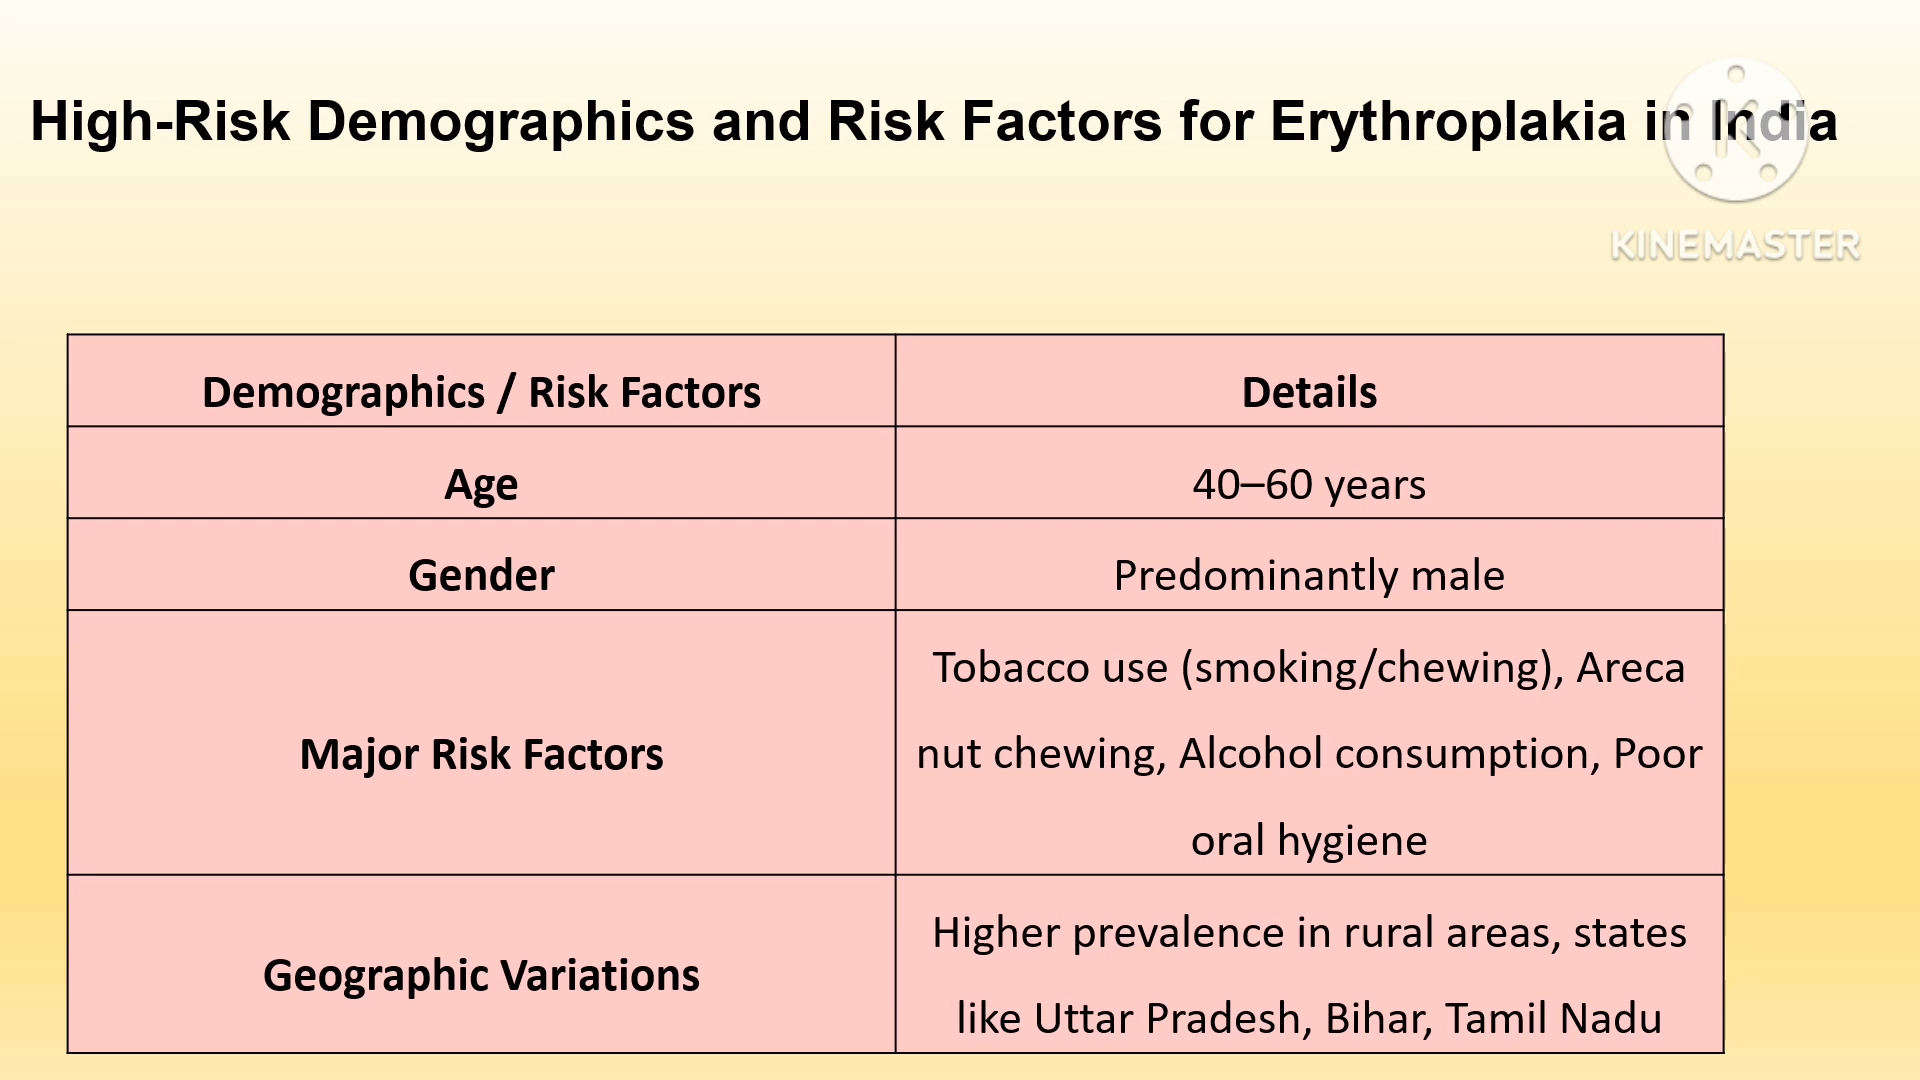 High-Risk Demographics and Risk Factors for Erythroplakia in India
KINEMASTER
Demographics / Risk Factors
Details
Age
40–60 years
Gender
Predominantly male
Major Risk Factors
Tobacco use (smoking/chewing), Areca
nut chewing, Alcohol consumption, Poor
oral hygiene
Geographic Variations
Higher prevalence in rural areas, states
like Uttar Pradesh, Bihar, Tamil Nadu